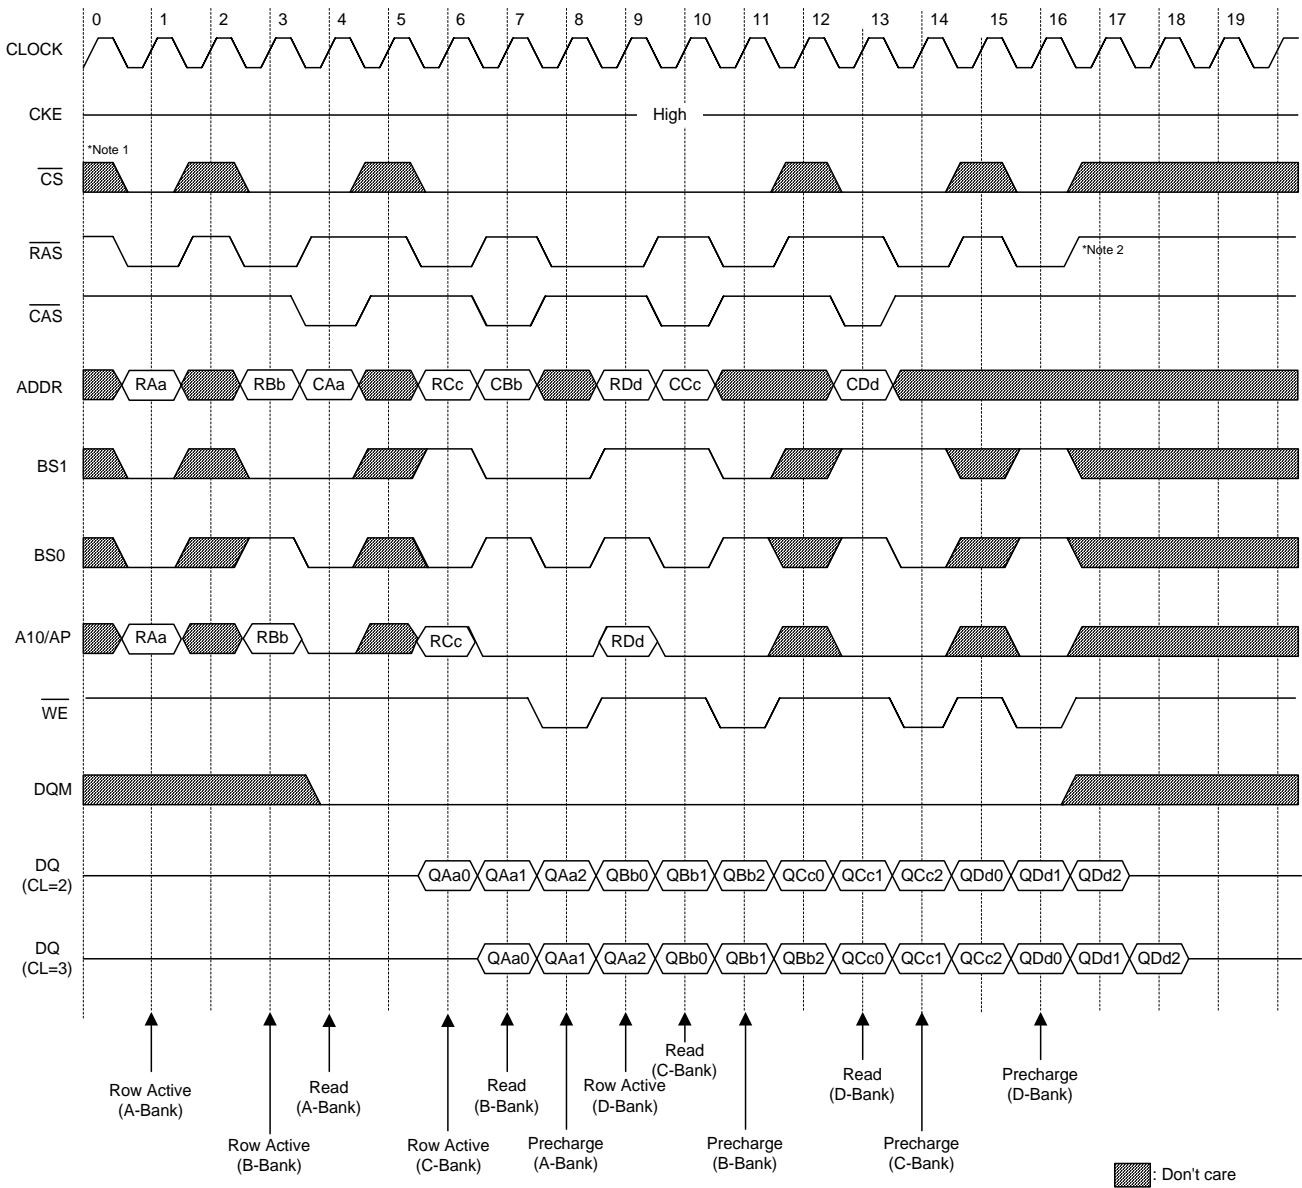 0 1 2 3 4 5 6 7 8 9 10 11 12 13 14 15 16 17 18 19
CLOCK
CKE High
*Note 1
CS
RAS *Note 2
CAS
ADDR RAa RBb CAa RCc CBb RDd CCc CDd
BS1
BS0
A10/AP RAa RBb RCc RDd
WE
DQM
DQ
(CL=2) QAa0 QAa1 QAa2 QBb0 QBb1 QBb2 QCc0 QCc1 QCc2 QDd0 QDd1 QDd2
DQ
(CL=3) QAa0 QAa1 QAa2 QBb0 QBb1 QBb2 QCc0 QCc1 QCc2 QDd0 QDd1 QDd2
Row Active
(A-Bank)
Row Active
(B-Bank)
Read
(A-Bank)
Row Active
(C-Bank)
Read
(B-Bank)
Precharge
(A-Bank)
Row Active
(D-Bank)
Read
(C-Bank)
Precharge
(B-Bank)
Read
(D-Bank)
Precharge
(C-Bank)
Precharge
(D-Bank)
: Don't care